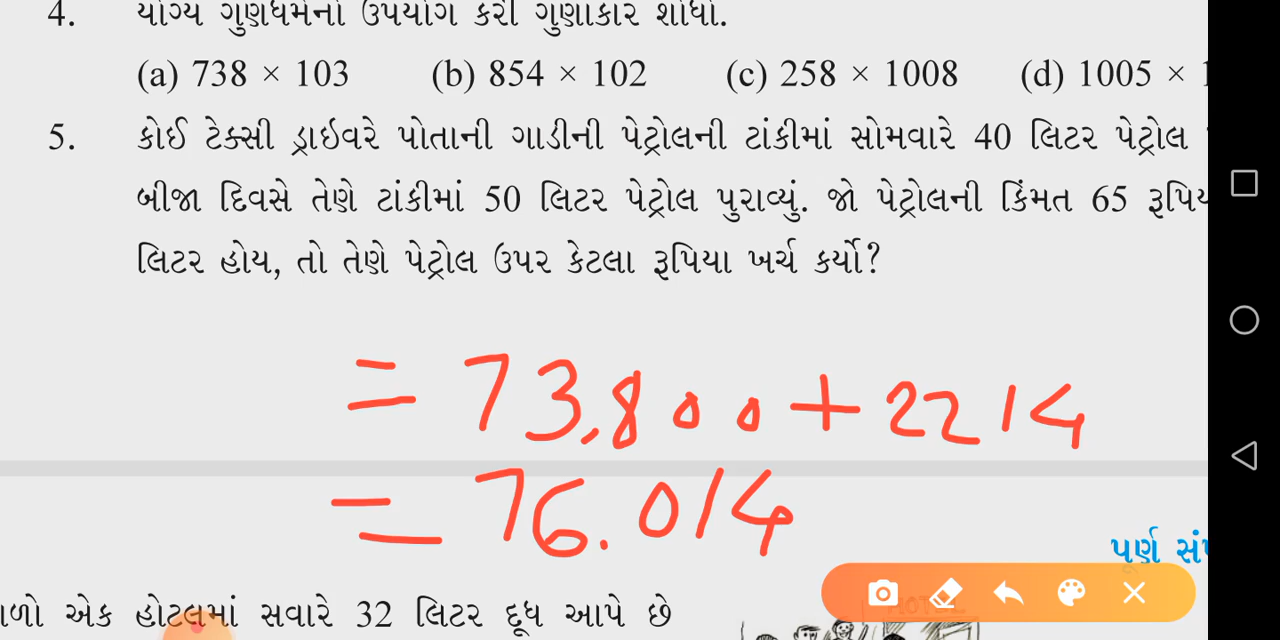 4. યોગ્ય ગુણધર્મનો ઉપયોગ કરી ગુણાકાર શોધો.
(a) 738 × 103 (b) 854 × 102 (c) 258 × 1008 (d) 1005 ×
5. કોઈ ટેક્સી ડ્રાઇવરે પોતાની ગાડીની પેટ્રોલની ટાંકીમાં સોમવારે 40 લિટર પેટ્રોલ
બીજા દિવસે તેણે ટાંકીમાં 50 લિટર પેટ્રોલ પુરાવ્યું. જો પેટ્રોલની કિંમત 65
લિટર હોય, તો તેણે પેટ્રોલ ઉપર કેટલા રૂપિયા ખર્ચ કર્યો?
= 73,800 + 2214
= 76.014
પૂર્ણ
એક હોટલમાં સવારે 32 લિટર દૂધ આપે છે